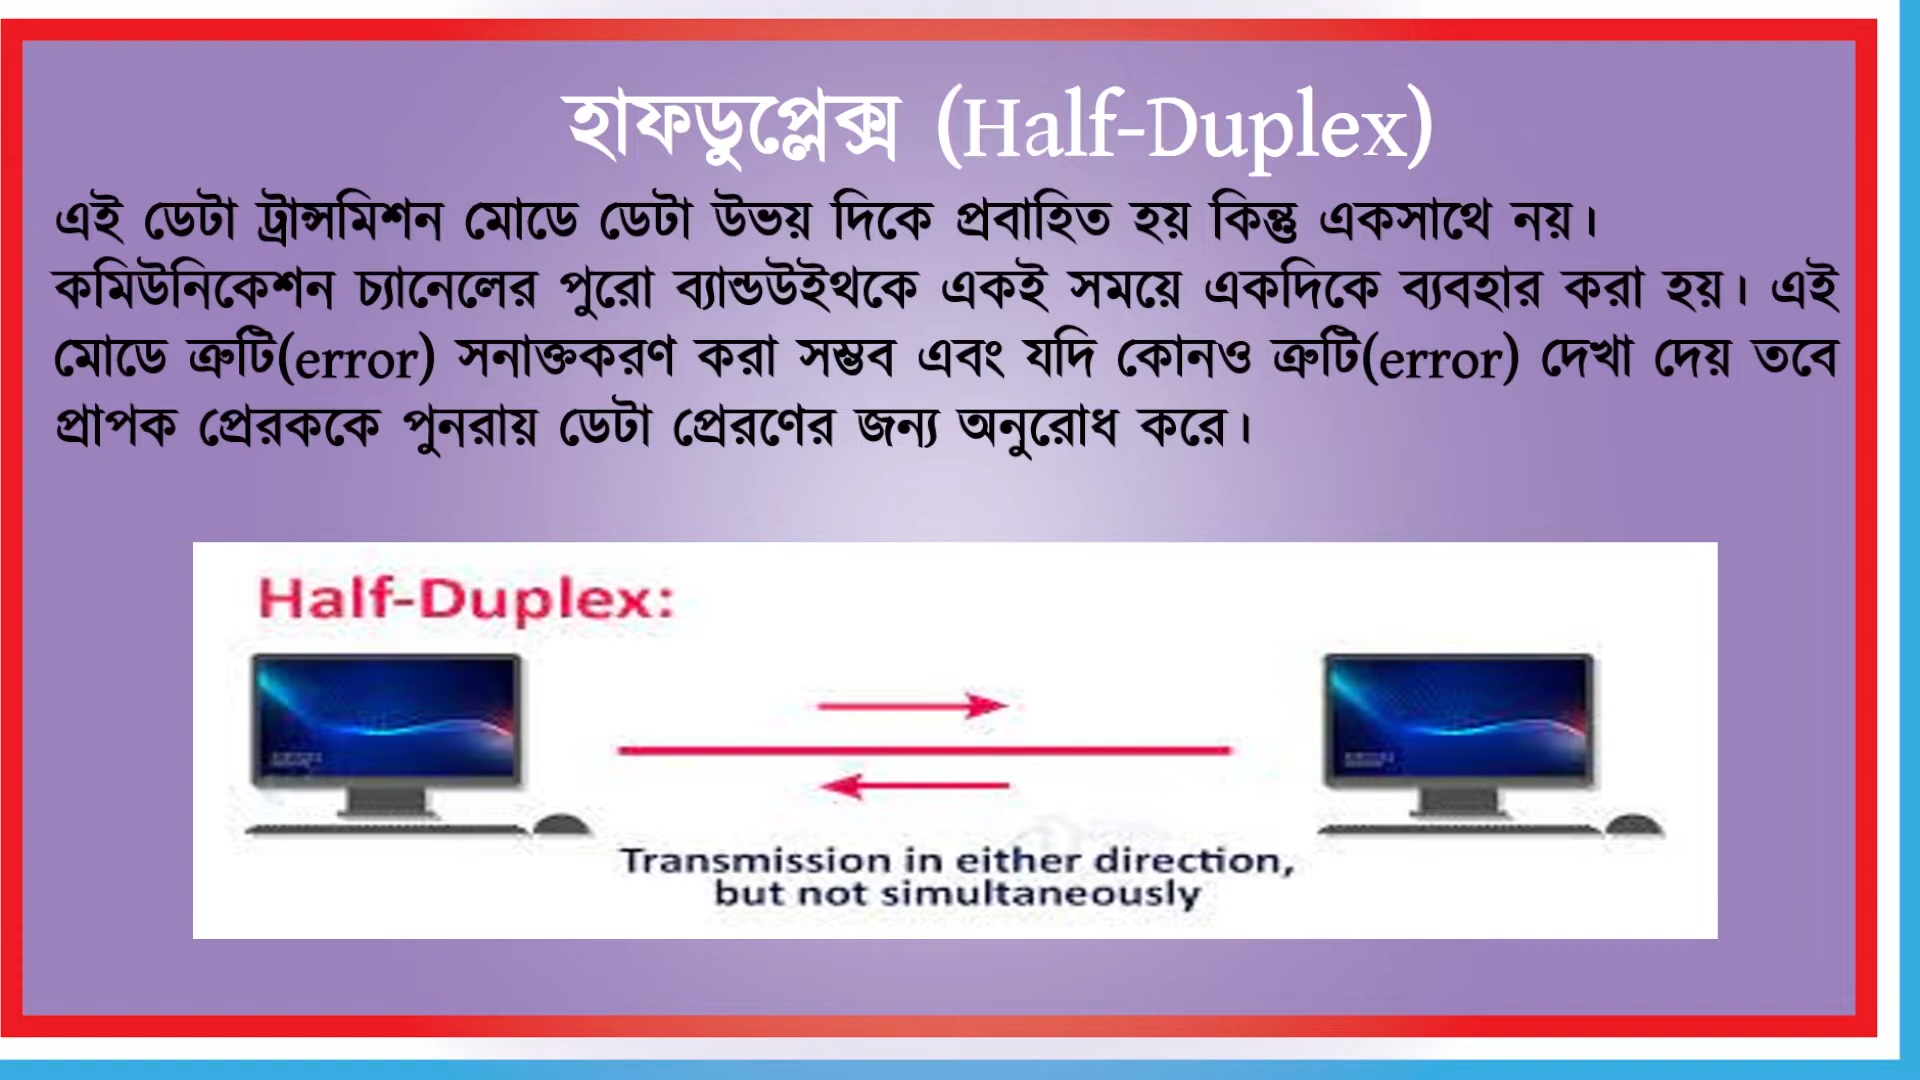 হাফডুপ্লেক্স (Half-Duplex)
এই ডেটা ট্রান্সমিশন মোডে ডেটা উভয় দিকে প্রবাহিত হয় কিন্তু একসাথে নয়।
কমিউনিকেশন চ্যানেলের পুরো ব্যান্ডউইথকে একই সময়ে একদিকে ব্যবহার করা হয়। এই
মোডে ত্রুটি(error) সনাক্তকরণ করা সম্ভব এবং যদি কোনও ত্রুটি(error) দেখা দেয় তবে
প্রাপক প্রেরককে পুনরায় ডেটা প্রেরণের জন্য অনুরোধ করে।
Half-Duplex:
Transmission in either direction,
but not simultaneously